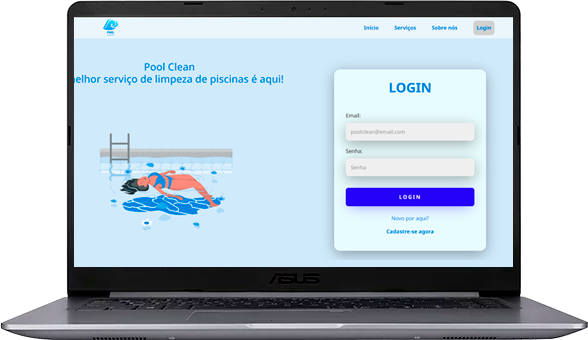 Início Serviços Sobre nós Login
Pool Clean
elhor serviço de limpeza de piscinas é aqui!
LOGIN
Email:
poolclean@email.com
Senha:
Senha
LOGIN
Novo por aqui?
Cadastre-se agora
ASUS